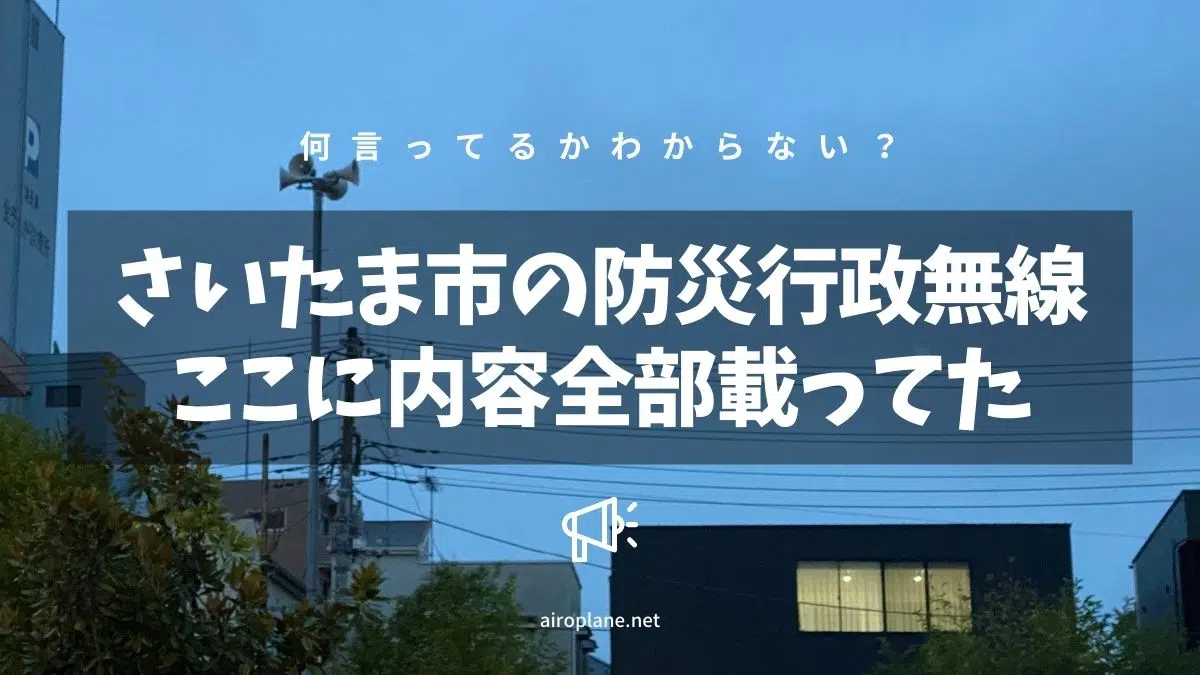 何言ってるかわからない？
さいたま市の防災行政無線
ここに内容全部載ってた
airoplane.net
P